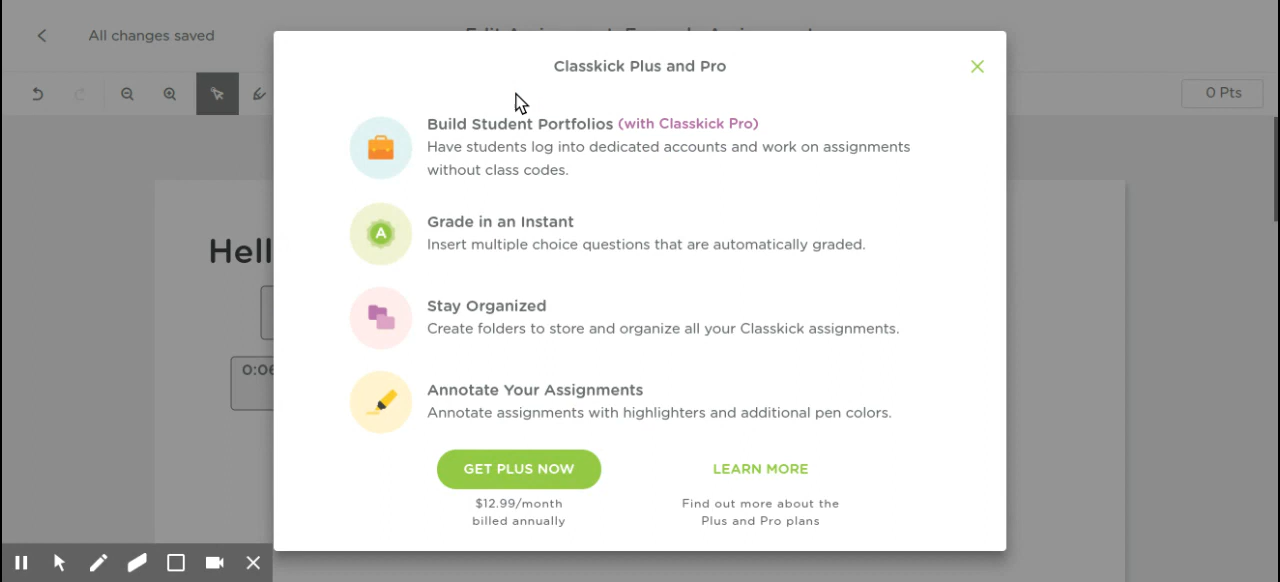 All changes saved
Classkick Plus and Pro
0 Pts
Build Student Portfolios (with Classkick Pro)
Have students log into dedicated accounts and work on assignments
without class codes.
A
Grade in an Instant
Insert multiple choice questions that are automatically graded.
Hell
Stay Organized
Create folders to store and organize all your Classkick assignments.
0:06
Annotate Your Assignments
Annotate assignments with highlighters and additional pen colors.
GET PLUS NOW
$12.99/month
billed annually
LEARN MORE
Find out more about the
Plus and Pro plans